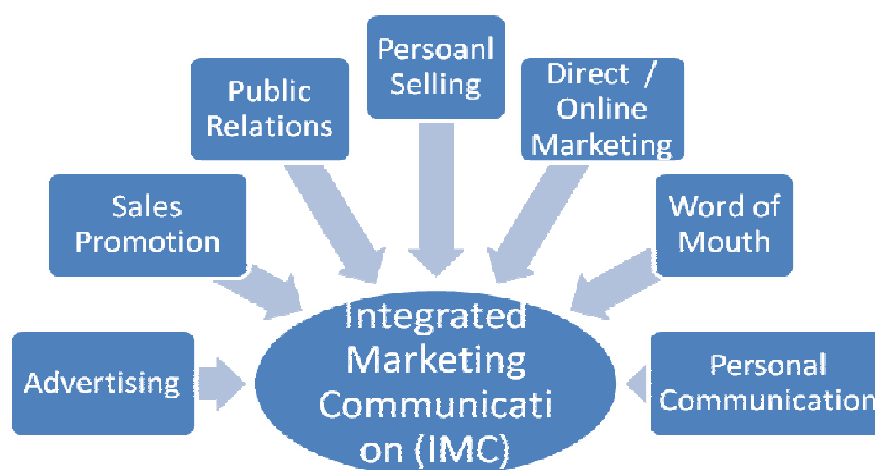 Persoanl
Selling
Public
Relations
Direct /
Online
Marketing
Sales
Promotion
Word of
Mouth
Integrated
Marketing
Communicati
on (IMC)
Advertising
Personal
Communication